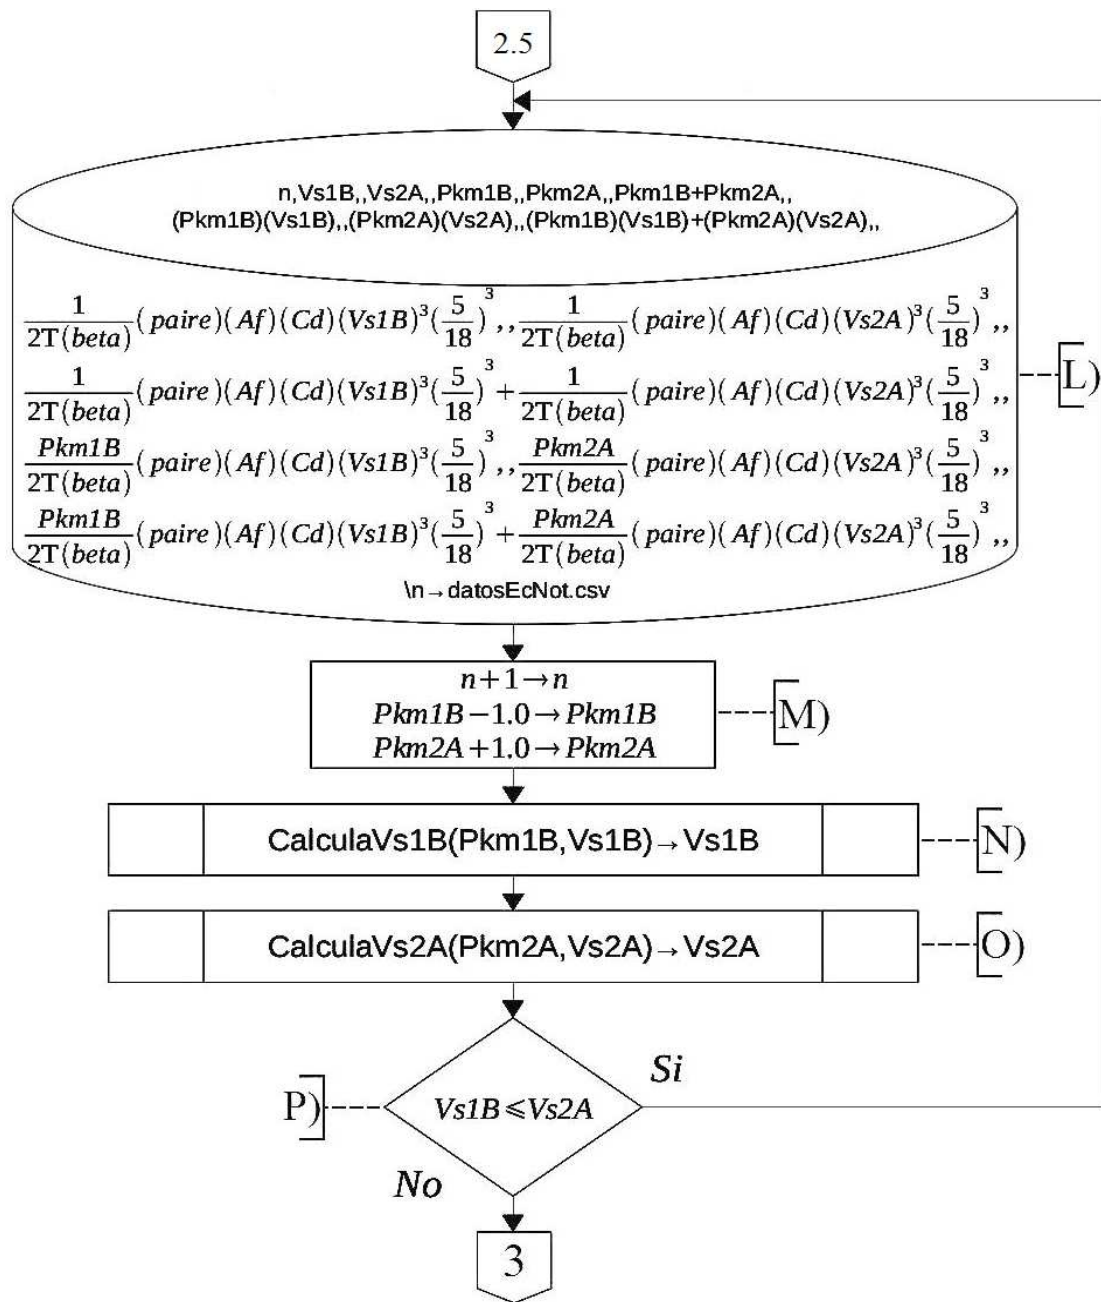 2.5
n,Vs1B,,Vs2A,,Pkm1B,,Pkm2A,,Pkm1B+Pkm2A,,
(Pkm1B)(Vs1B),,(Pkm2A)(Vs2A),,(Pkm1B)(Vs1B)+(Pkm2A)(Vs2A),,
1/2T(beta) (paire)(Af)(Cd)(Vs1B)³(5/18)³,, 1/2T(beta) (paire)(Af)(Cd)(Vs2A)³(5/18)³,,
1/2T(beta) (paire)(Af)(Cd)(Vs1B)³(5/18)³ + 1/2T(beta) (paire)(Af)(Cd)(Vs2A)³(5/18)³,,
Pkm1B/2T(beta) (paire)(Af)(Cd)(Vs1B)³(5/18)³,, Pkm2A/2T(beta) (paire)(Af)(Cd)(Vs2A)³(5/18)³,,
Pkm1B/2T(beta) (paire)(Af)(Cd)(Vs1B)³(5/18)³ + Pkm2A/2T(beta) (paire)(Af)(Cd)(Vs2A)³(5/18)³,,
\n→datosEcNot.csv
L)
n+1→n
Pkm1B−1.0→Pkm1B
Pkm2A+1.0→Pkm2A
M)
CalculaVs1B(Pkm1B,Vs1B)→Vs1B
N)
CalculaVs2A(Pkm2A,Vs2A)→Vs2A
O)
Si
P)
Vs1B⩽Vs2A
No
3